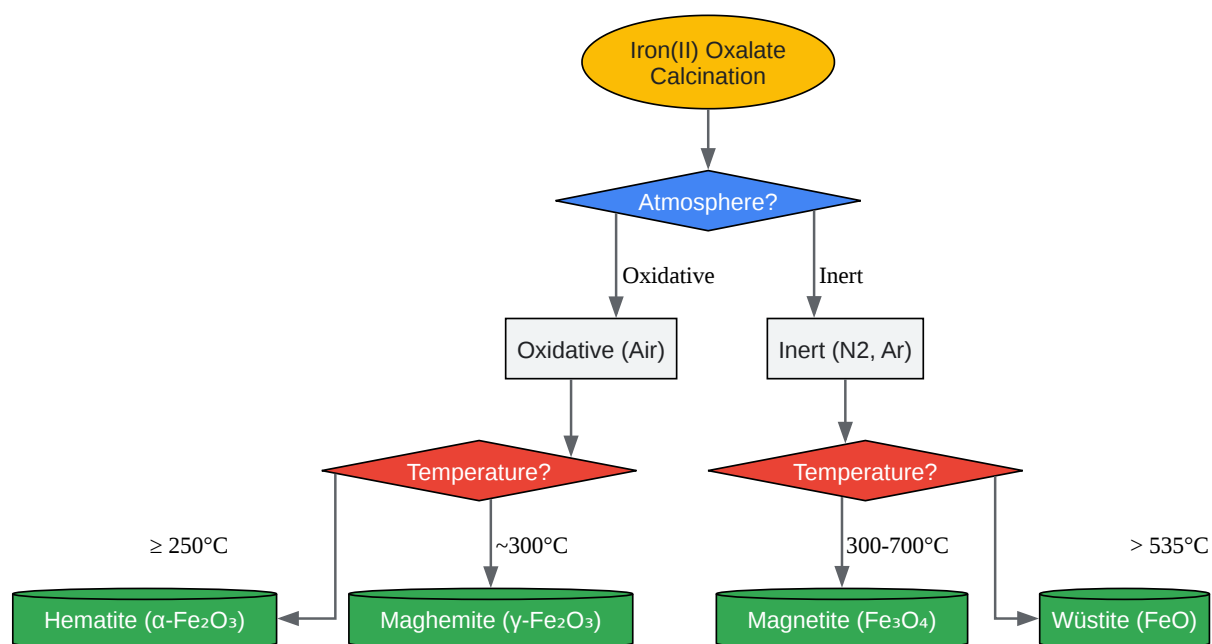 Iron(II) Oxalate
Calcination
Atmosphere?
Oxidative
Inert
Oxidative (Air)
Inert (N2, Ar)
Temperature?
Temperature?
≥ 250°C
~300°C
300-700°C
> 535°C
Hematite (α-Fe₂O₃)
Maghemite (γ-Fe₂O₃)
Magnetite (Fe₃O₄)
Wüstite (FeO)